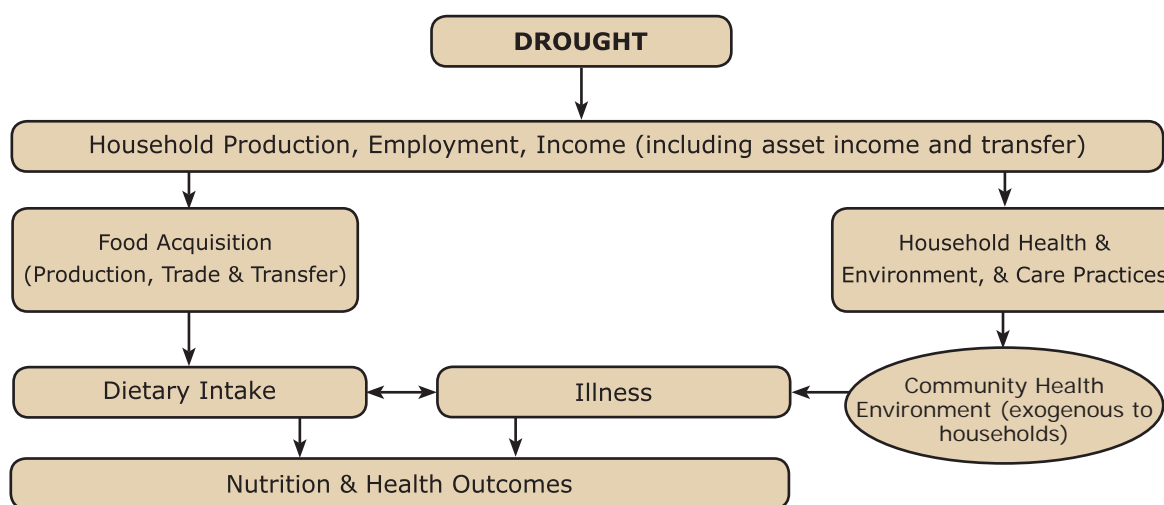 DROUGHT
Household Production, Employment, Income (including asset income and transfer)
Food Acquisition
(Production, Trade & Transfer)
Household Health &
Environment, & Care Practices
Dietary Intake
Illness
Community Health
Environment (exogenous to
households)
Nutrition & Health Outcomes